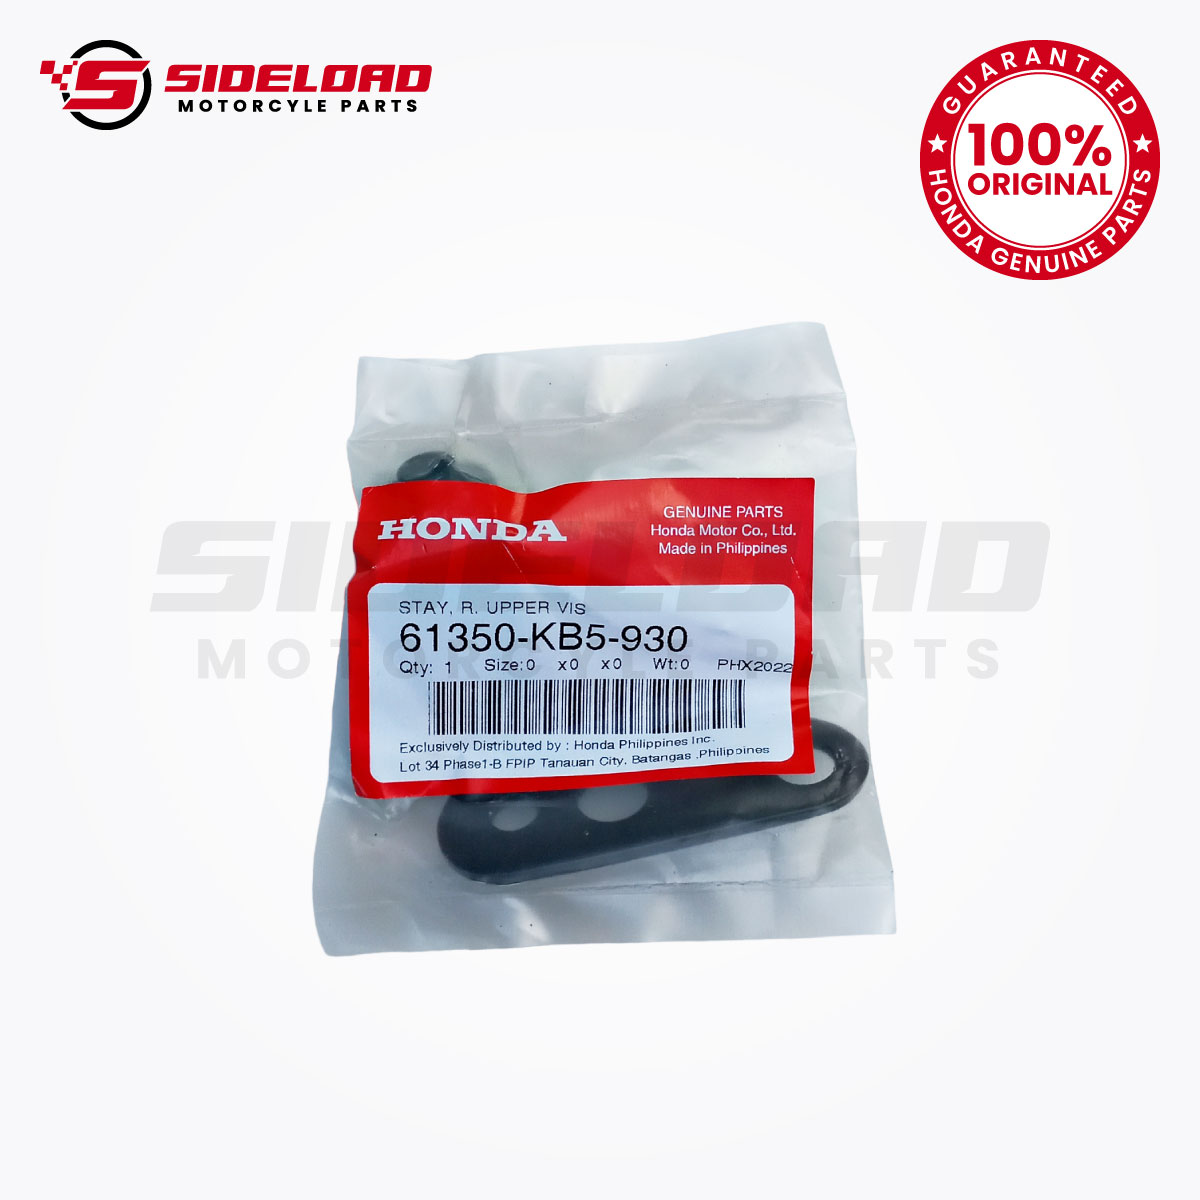 SIDELOAD
MOTORCYLE PARTS
GUARANTEED
100%
ORIGINAL
HONDA GENUINE PARTS
HONDA
GENUINE PARTS
Honda Motor Co., Ltd.
Made in Philippines
STAY, R. UPPER VIS
61350-KB5-930
Qty: 1 Size:0 x0 x0 Wt:0 PHX2022
Exclusively Distributed by : Honda Philippines Inc.
Lot 34 Phase1-B FPIP Tanauan City, Batangas ,Philippines
SIDELOAD
MOTORCYLE PARTS